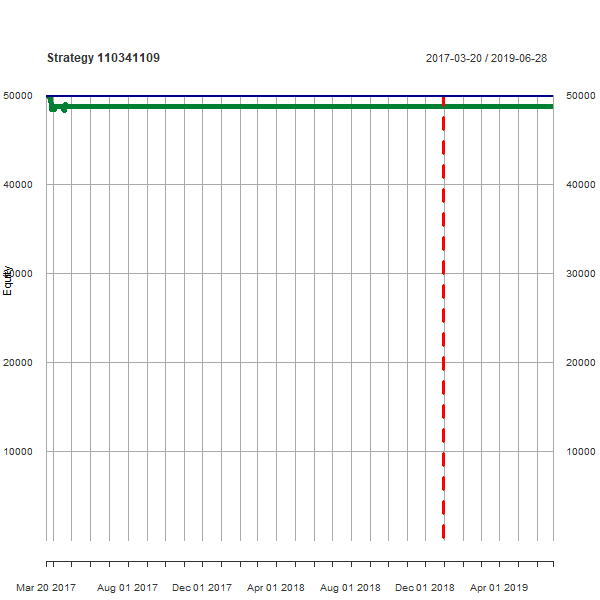 Strategy 110341109
2017-03-20 / 2019-06-28
50000
50000
40000
40000
30000
30000
Equity
20000
20000
10000
10000
Mar 20 2017
Aug 01 2017
Dec 01 2017
Apr 01 2018
Aug 01 2018
Dec 01 2018
Apr 01 2019